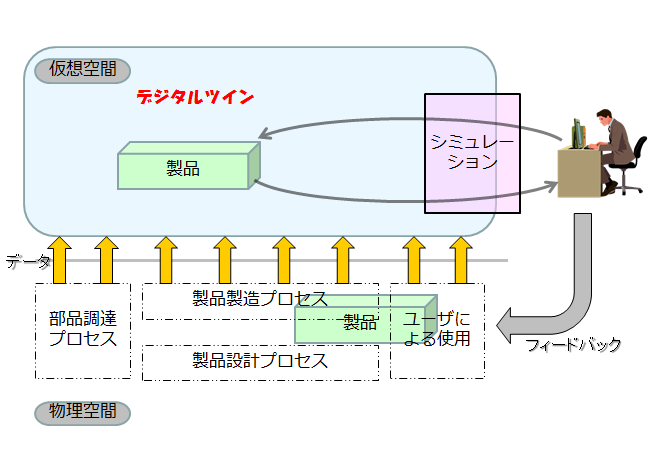 仮想空間
デジタルツイン
シミュレー
ション
製品
データ
製品製造プロセス
部品調達
プロセス
製品
ユーザに
よる使用
フィードバック
製品設計プロセス
物理空間